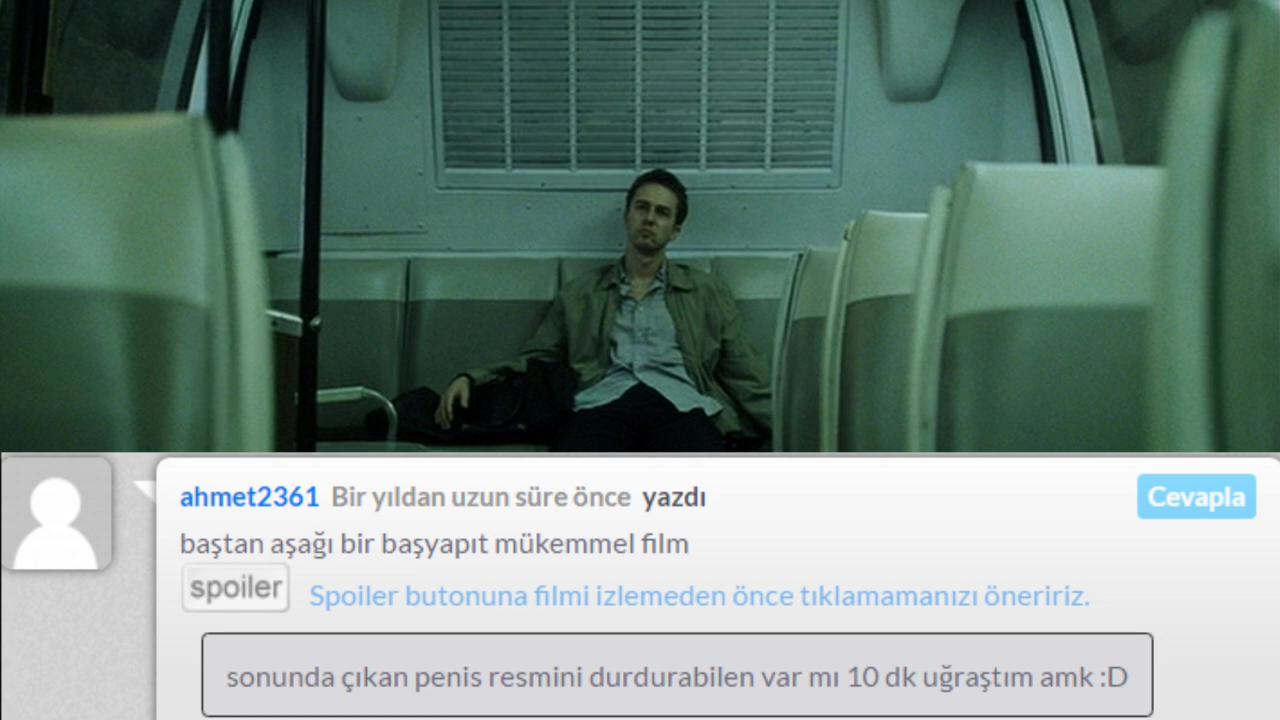 ahmet2361 Bir yıldan uzun süre önce yazdı
Cevapla
baştan aşağı bir başyapıt mükemmel film
spoiler Spoiler butonuna filmi izlemeden önce tıklamamanızı öneririz.
sonunda çıkan penis resmini durdurabilen var mı 10 dk uğraştım amk :D